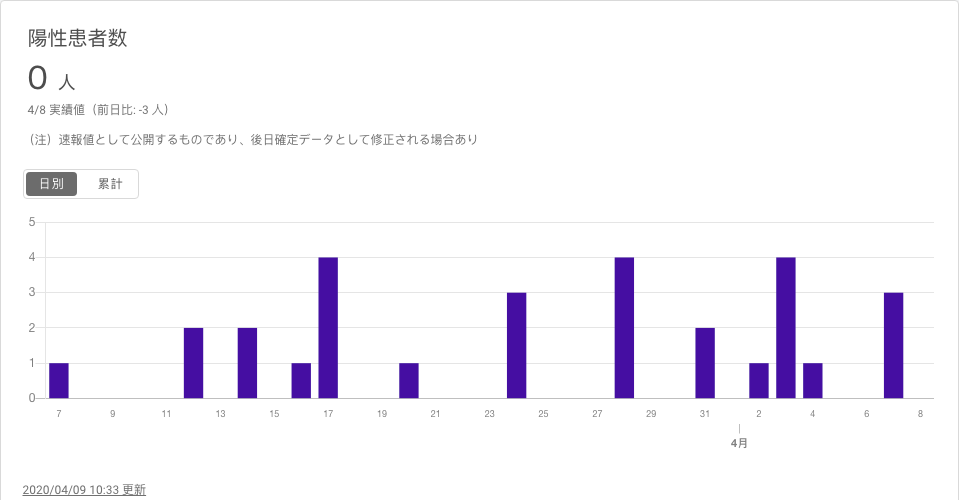 陽性患者数
0 人
4/8 実績値（前日比: -3 人）
（注）速報値として公開するものであり、後日確定データとして修正される場合あり
日別 累計
5
4
3
2
1
0
7 9 11 13 15 17 19 21 23 25 27 29 31 2 4 6 8
4月
2020/04/09 10:33 更新